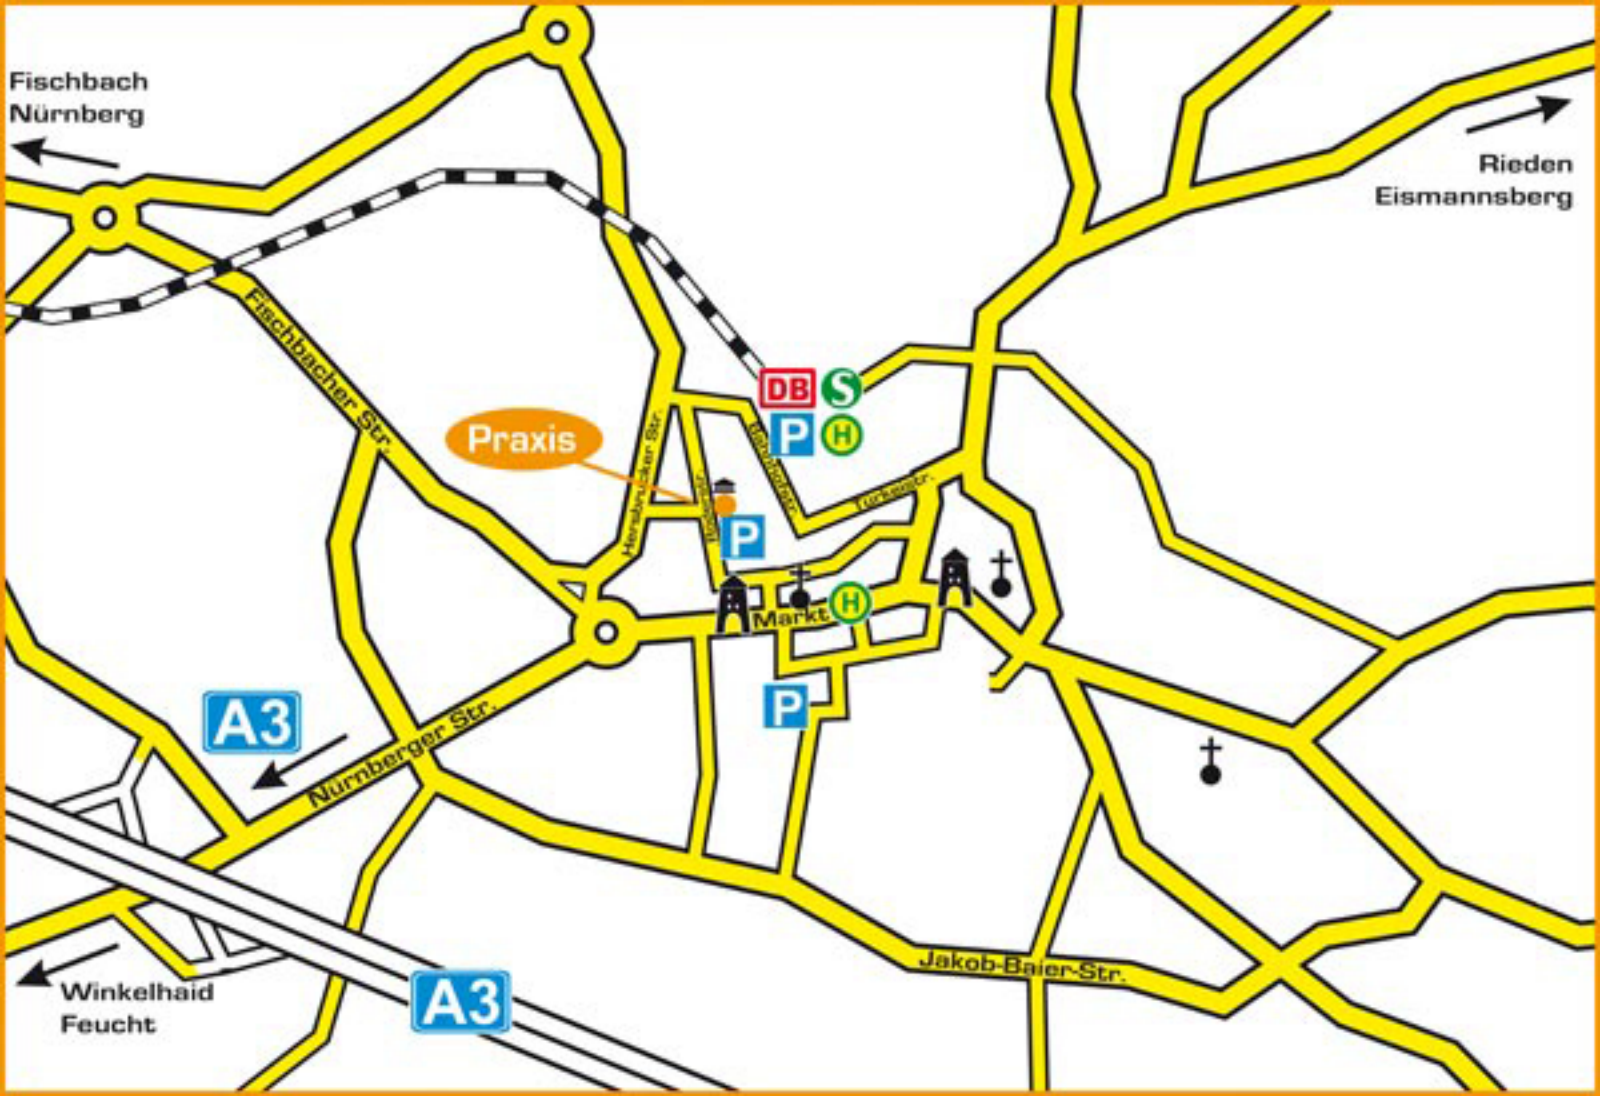 Fischbach
Nürnberg
Rieden
Eismannsberg
Fischbacher Str.
DB S
P H
Praxis
Hersbrucker Str.
Bahnhofstr.
Türkeistr.
P
Markt
H
P
A3
Nürnberger Str.
Jakob-Baier-Str.
A3
Winkelhaid
Feucht